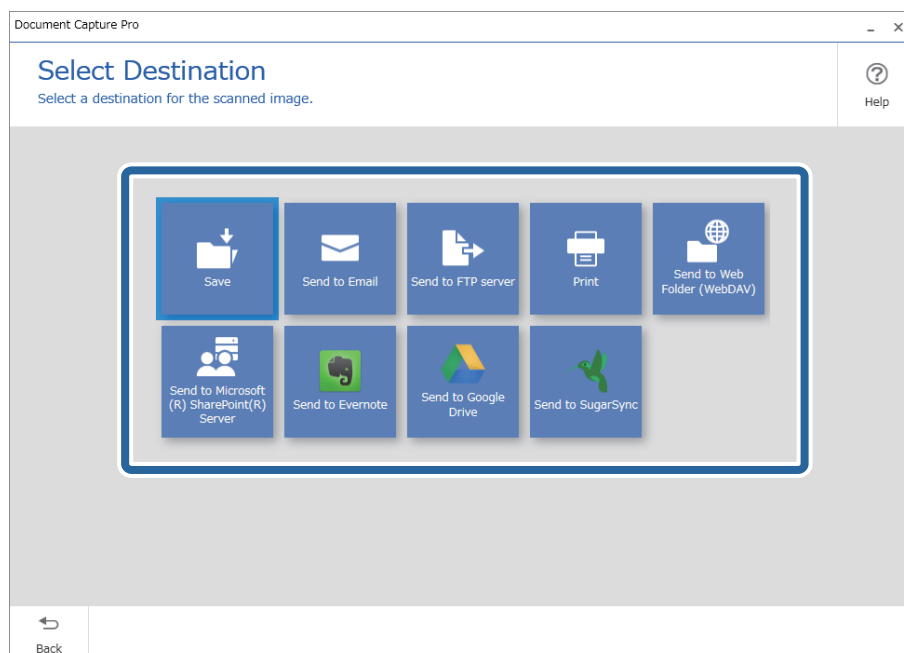 Document Capture Pro
Select Destination
Select a destination for the scanned image.
Help
Save
Send to Email
Send to FTP server
Print
Send to Web
Folder (WebDAV)
Send to Microsoft
(R) SharePoint(R)
Server
Send to Evernote
Send to Google
Drive
Send to SugarSync
Back